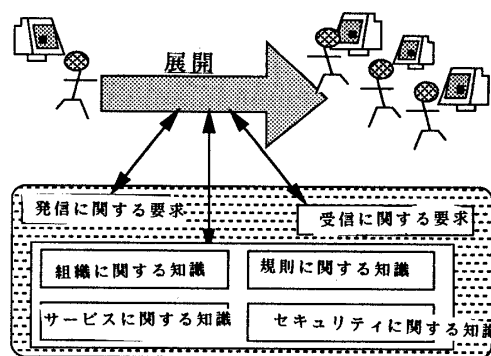 展開
発信に関する要求
受信に関する要求
組織に関する知識
規則に関する知識
サービスに関する知識
セキュリティに関する知識